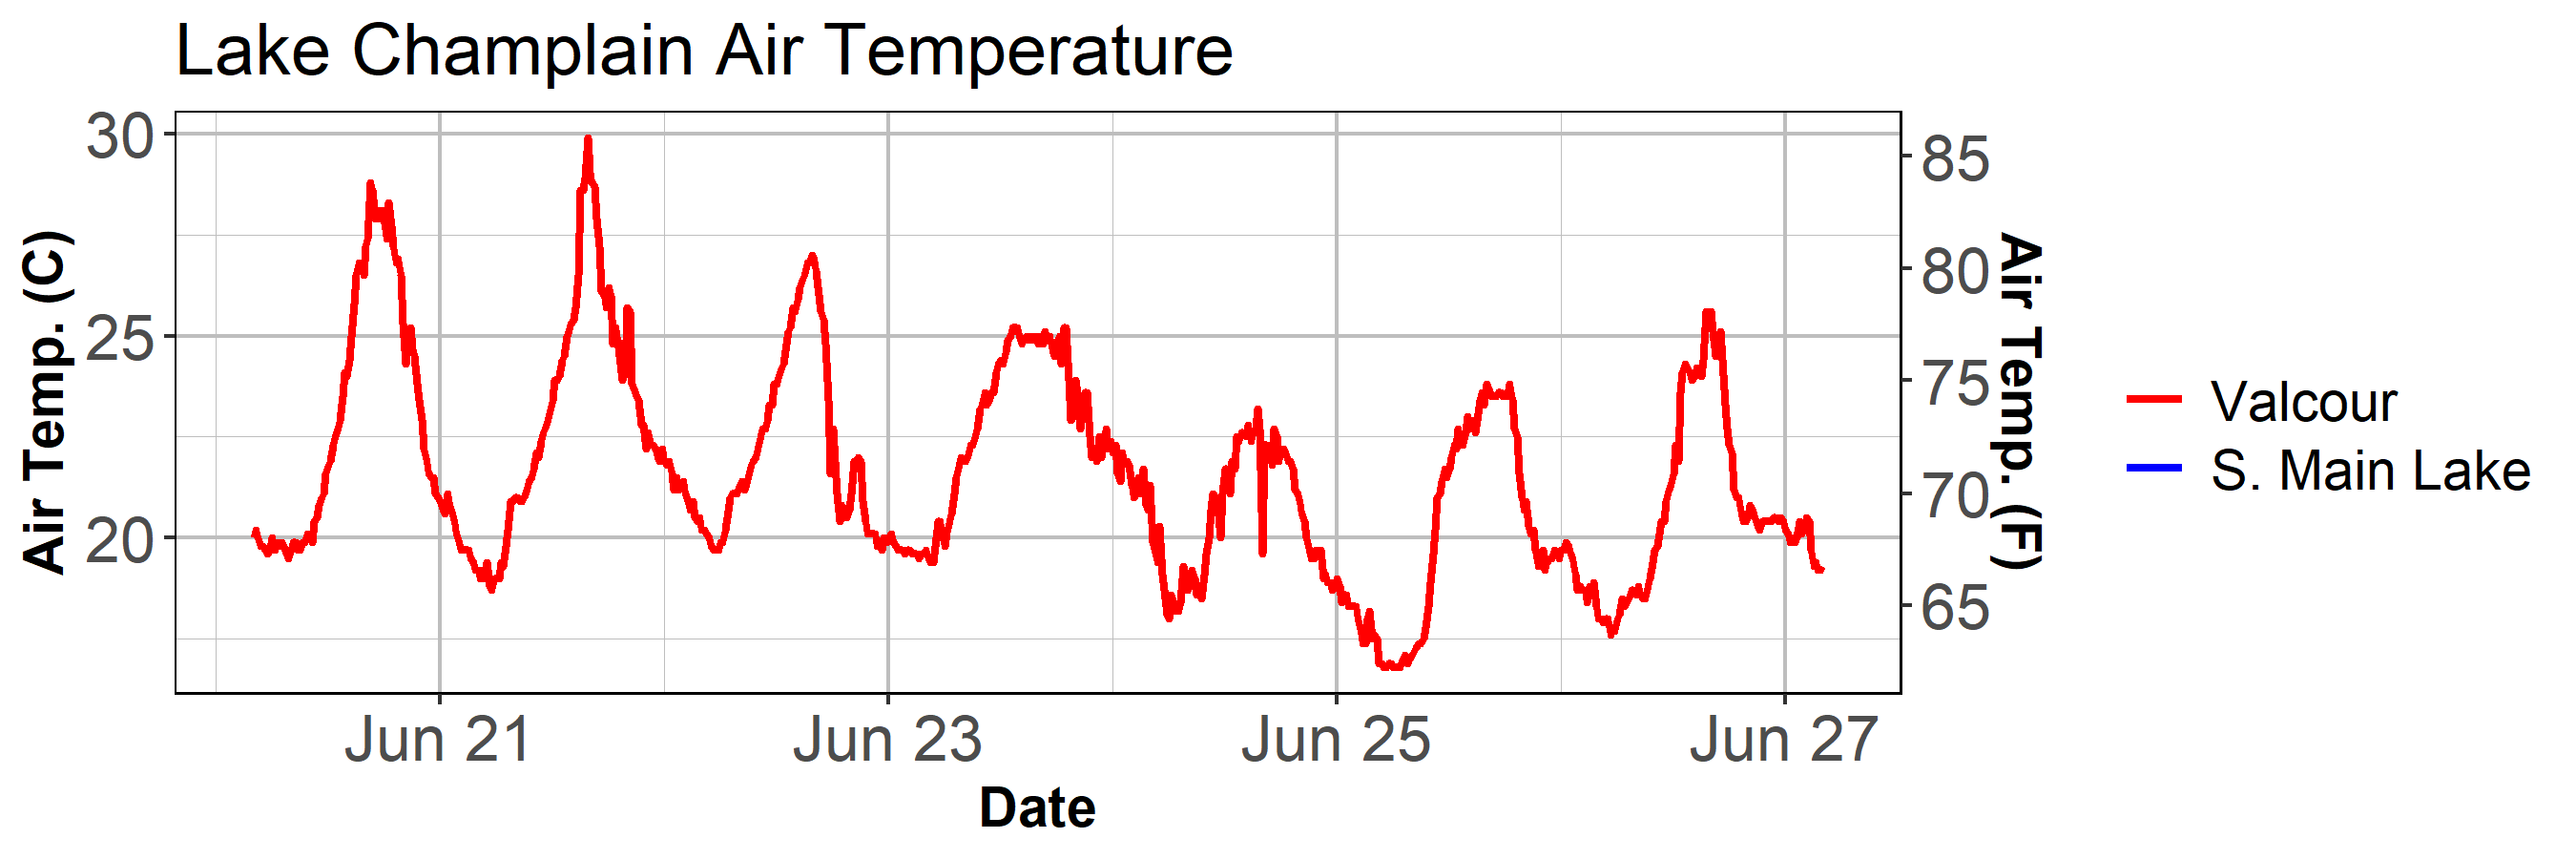 Lake Champlain Air Temperature
Air Temp. (C)
30
25
20
85
80
75
70
65
Air Temp. (F)
Valcour
S. Main Lake
Jun 21
Jun 23
Jun 25
Jun 27
Date